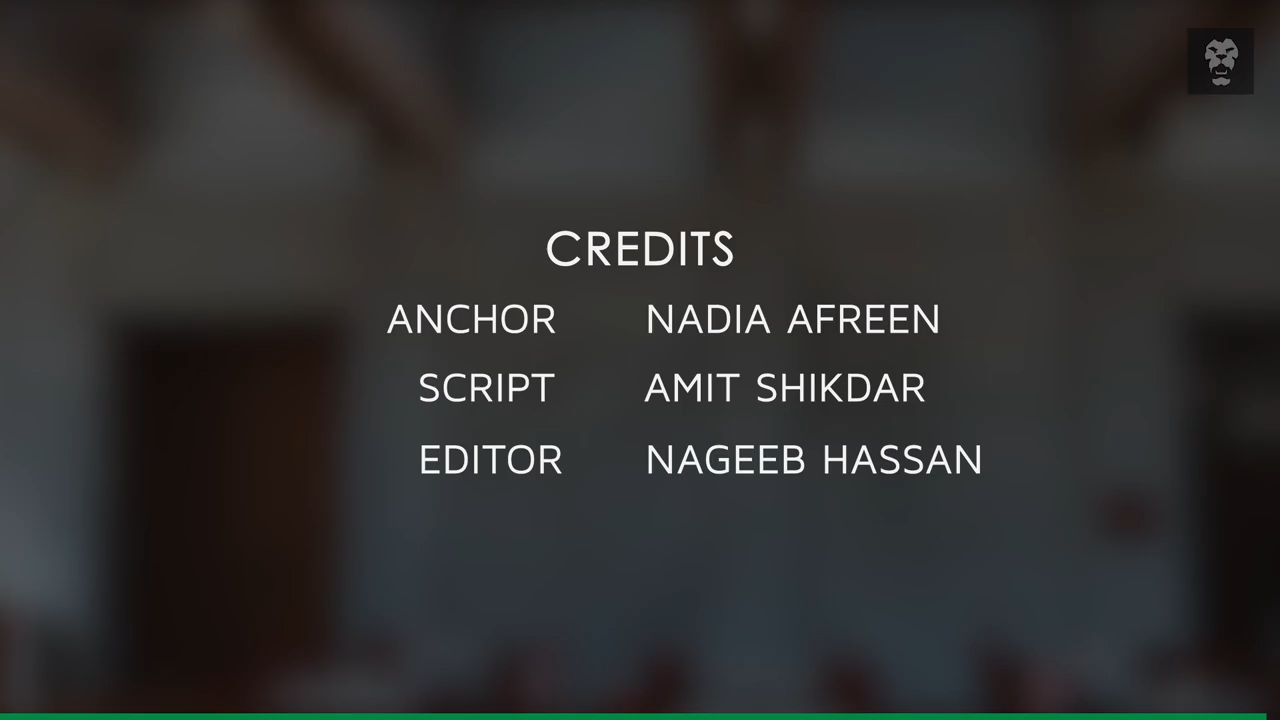 CREDITS
ANCHOR NADIA AFREEN
SCRIPT AMIT SHIKDAR
EDITOR NAGEEB HASSAN